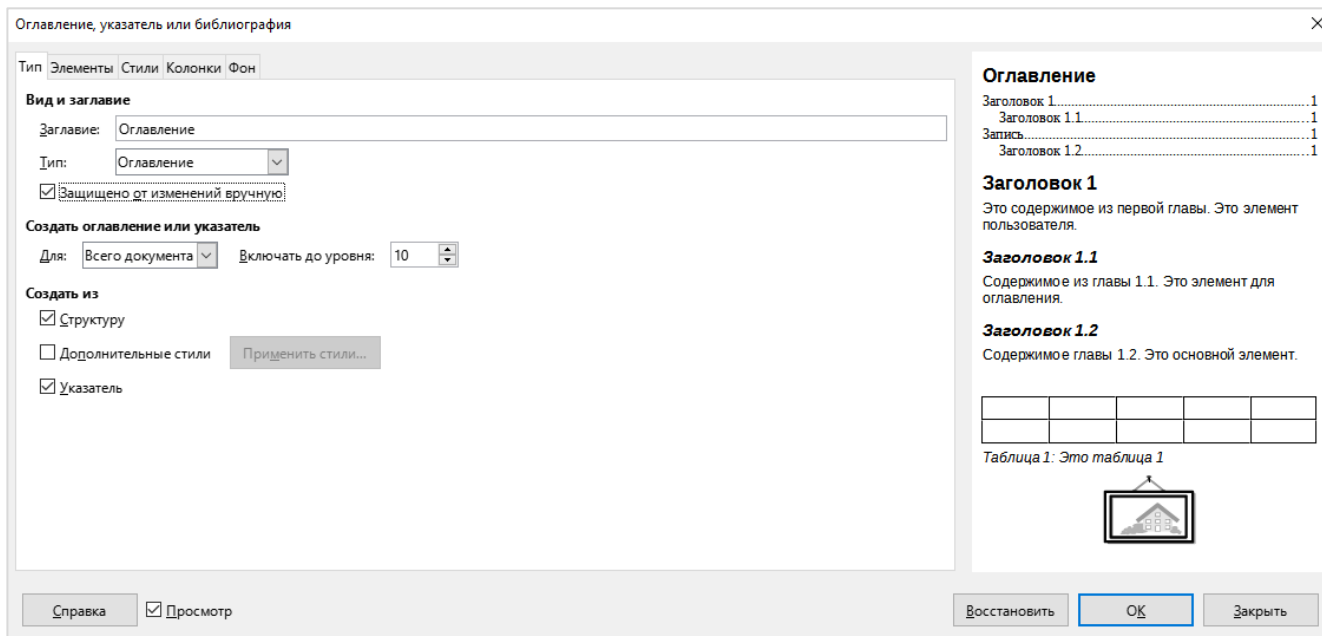 Оглавление, указатель или библиография
Тип Элементы Стили Колонки Фон
Вид и заглавие
Заглавие: Оглавление
Тип: Оглавление
Защищено от изменений вручную
Создать оглавление или указатель
Для: Всего документа Включать до уровня: 10
Создать из
Структуру
Дополнительные стили Применить стили...
Указатель
Оглавление
Заголовок 1...1
Заголовок 1.1...1
Запись...1
Заголовок 1.2...1
Заголовок 1
Это содержимое из первой главы. Это элемент
пользователя.
Заголовок 1.1
Содержимое из главы 1.1. Это элемент для
оглавления.
Заголовок 1.2
Содержимое главы 1.2. Это основной элемент.
Таблица 1: Это таблица 1
Справка Просмотр Восстановить OK Закрыть